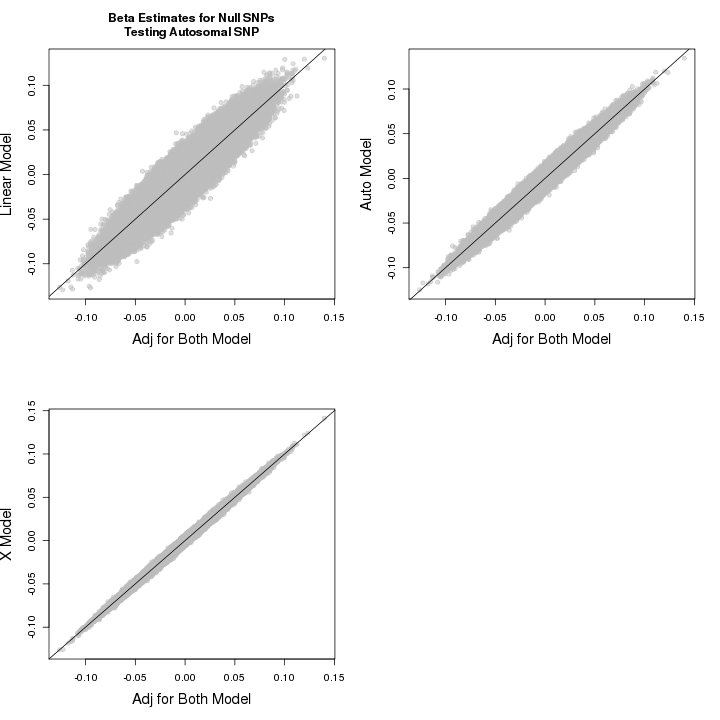 Beta Estimates for Null SNPs
Testing Autosomal SNP
Linear Model
0.10
0.05
0.00
-0.05
-0.10
-0.10 -0.05 0.00 0.05 0.10 0.15
Adj for Both Model
Auto Model
0.10
0.05
0.00
-0.05
-0.10
-0.10 -0.05 0.00 0.05 0.10 0.15
Adj for Both Model
X Model
0.15
0.10
0.05
0.00
-0.05
-0.10
-0.10 -0.05 0.00 0.05 0.10 0.15
Adj for Both Model